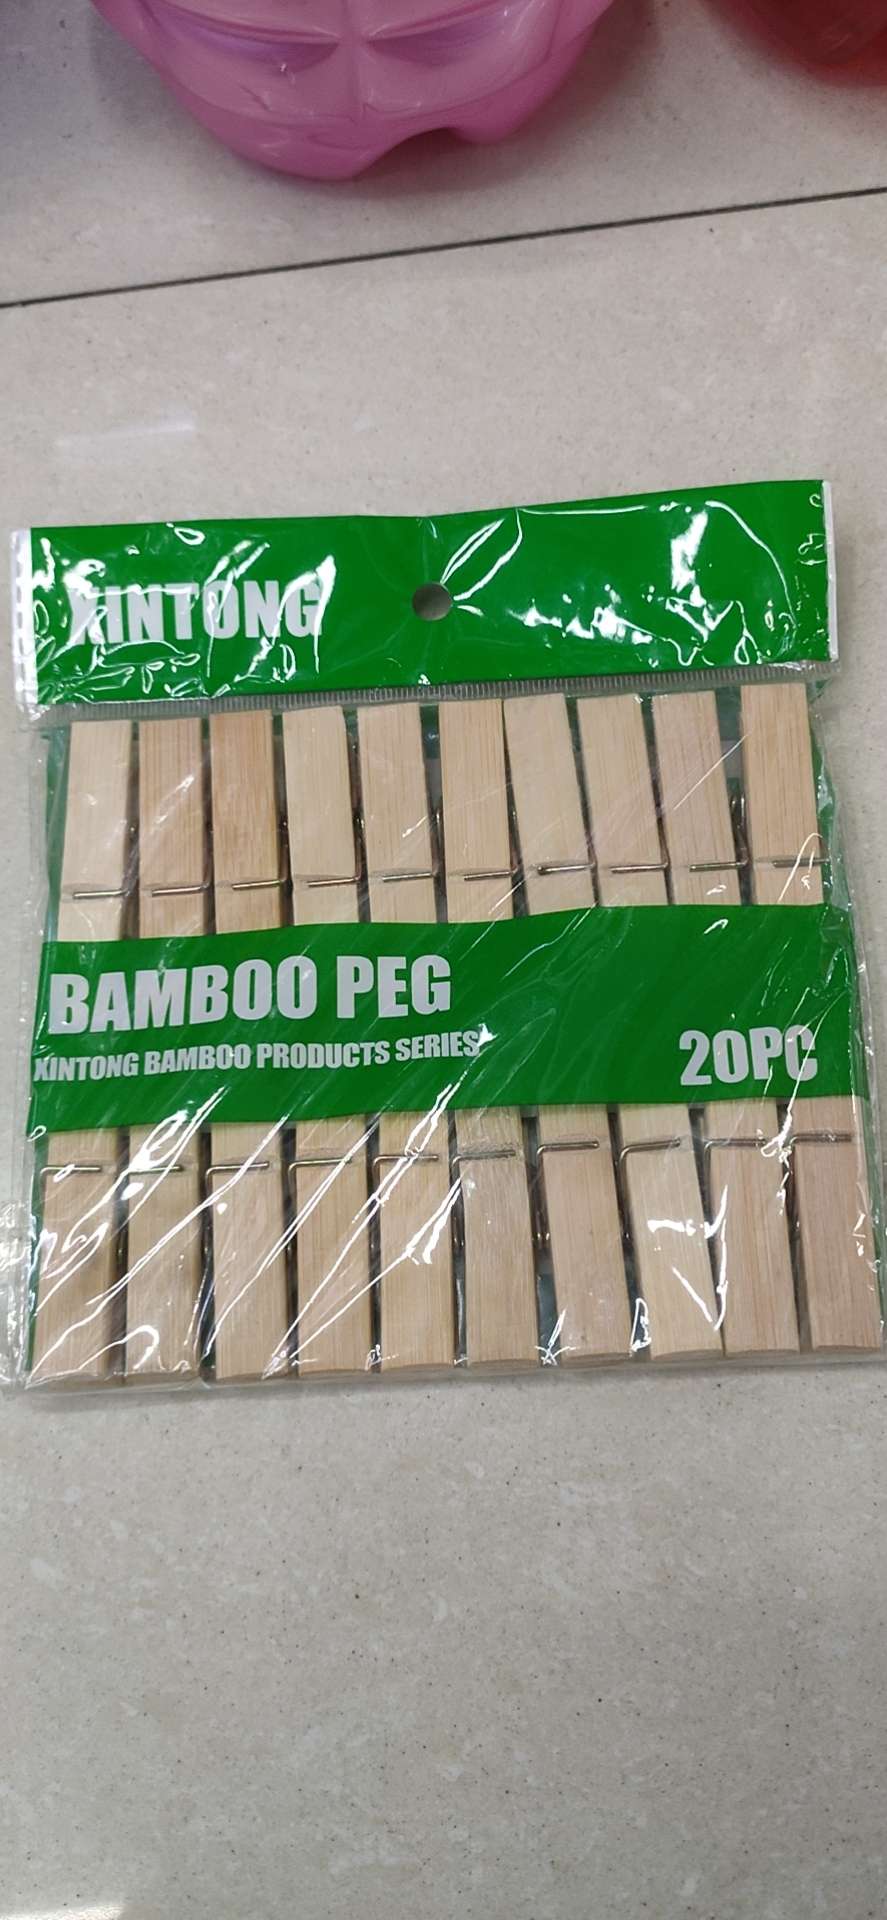 XINTONG
BAMBOO PEG
XINTONG BAMBOO PRODUCTS SERIES
20PC